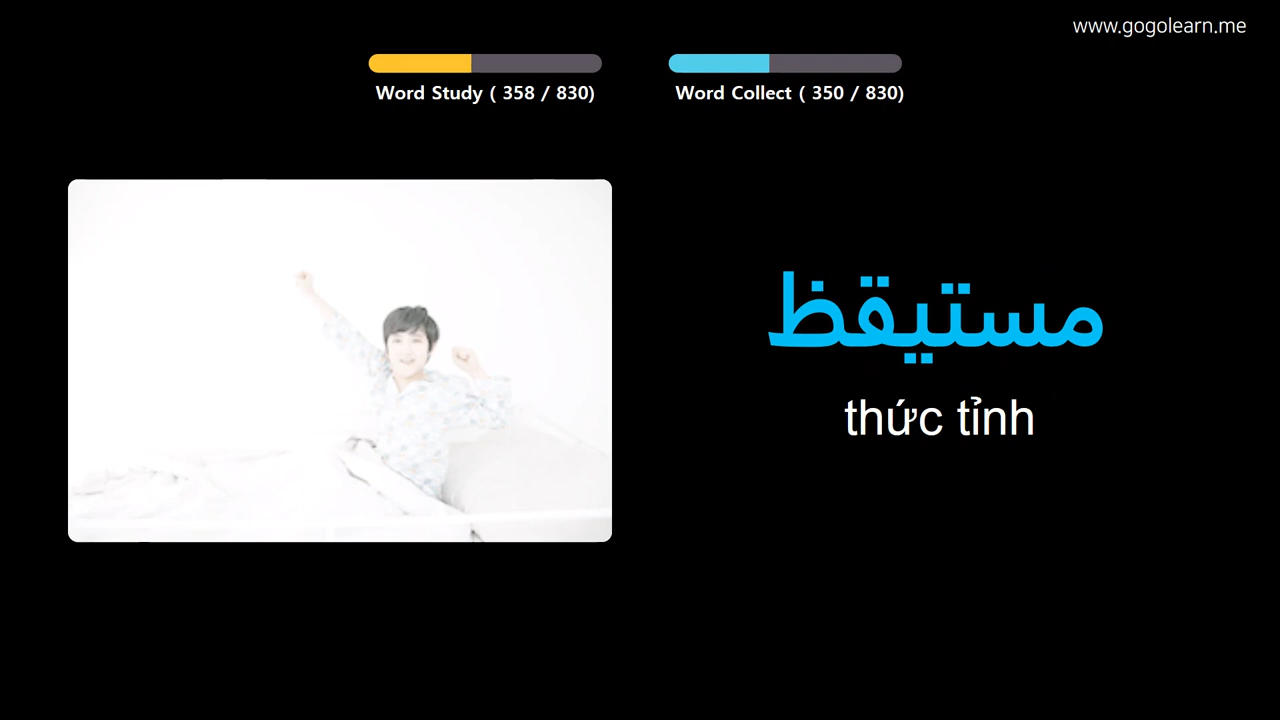 www.gogolearn.me
Word Study ( 358 / 830)
Word Collect ( 350 / 830)
مستيقظ
thức tỉnh